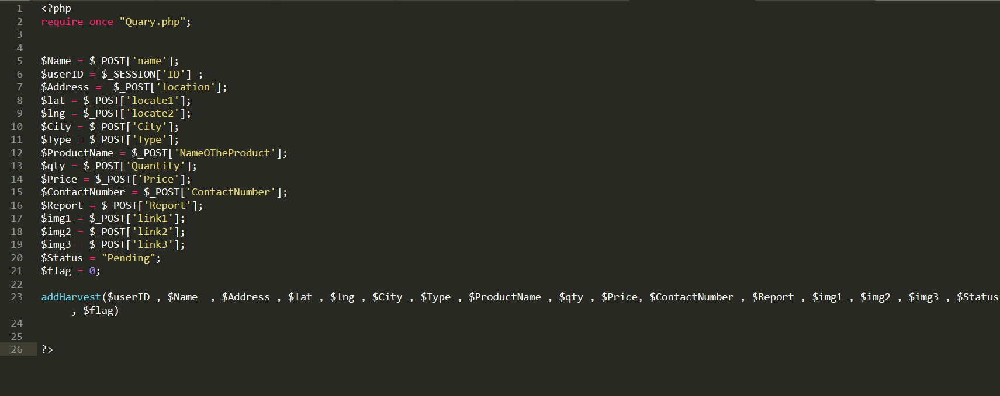 1 <?php
2 require_once "Quary.php";
3
4
5 $Name = $_POST['name'];
6 $userID = $_SESSION['ID'] ;
7 $Address =  $_POST['location'];
8 $lat = $_POST['locate1'];
9 $lng = $_POST['locate2'];
10 $City = $_POST['City'];
11 $Type = $_POST['Type'];
12 $ProductName = $_POST['NameOTheProduct'];
13 $qty = $_POST['Quantity'];
14 $Price = $_POST['Price'];
15 $ContactNumber = $_POST['ContactNumber'];
16 $Report = $_POST['Report'];
17 $img1 = $_POST['link1'];
18 $img2 = $_POST['link2'];
19 $img3 = $_POST['link3'];
20 $Status = "Pending";
21 $flag = 0;
22
23 addHarvest($userID , $Name  , $Address , $lat , $lng , $City , $Type , $ProductName , $qty , $Price, $ContactNumber , $Report , $img1 , $img2 , $img3 , $Status
, $flag)
24
25
26 ?>